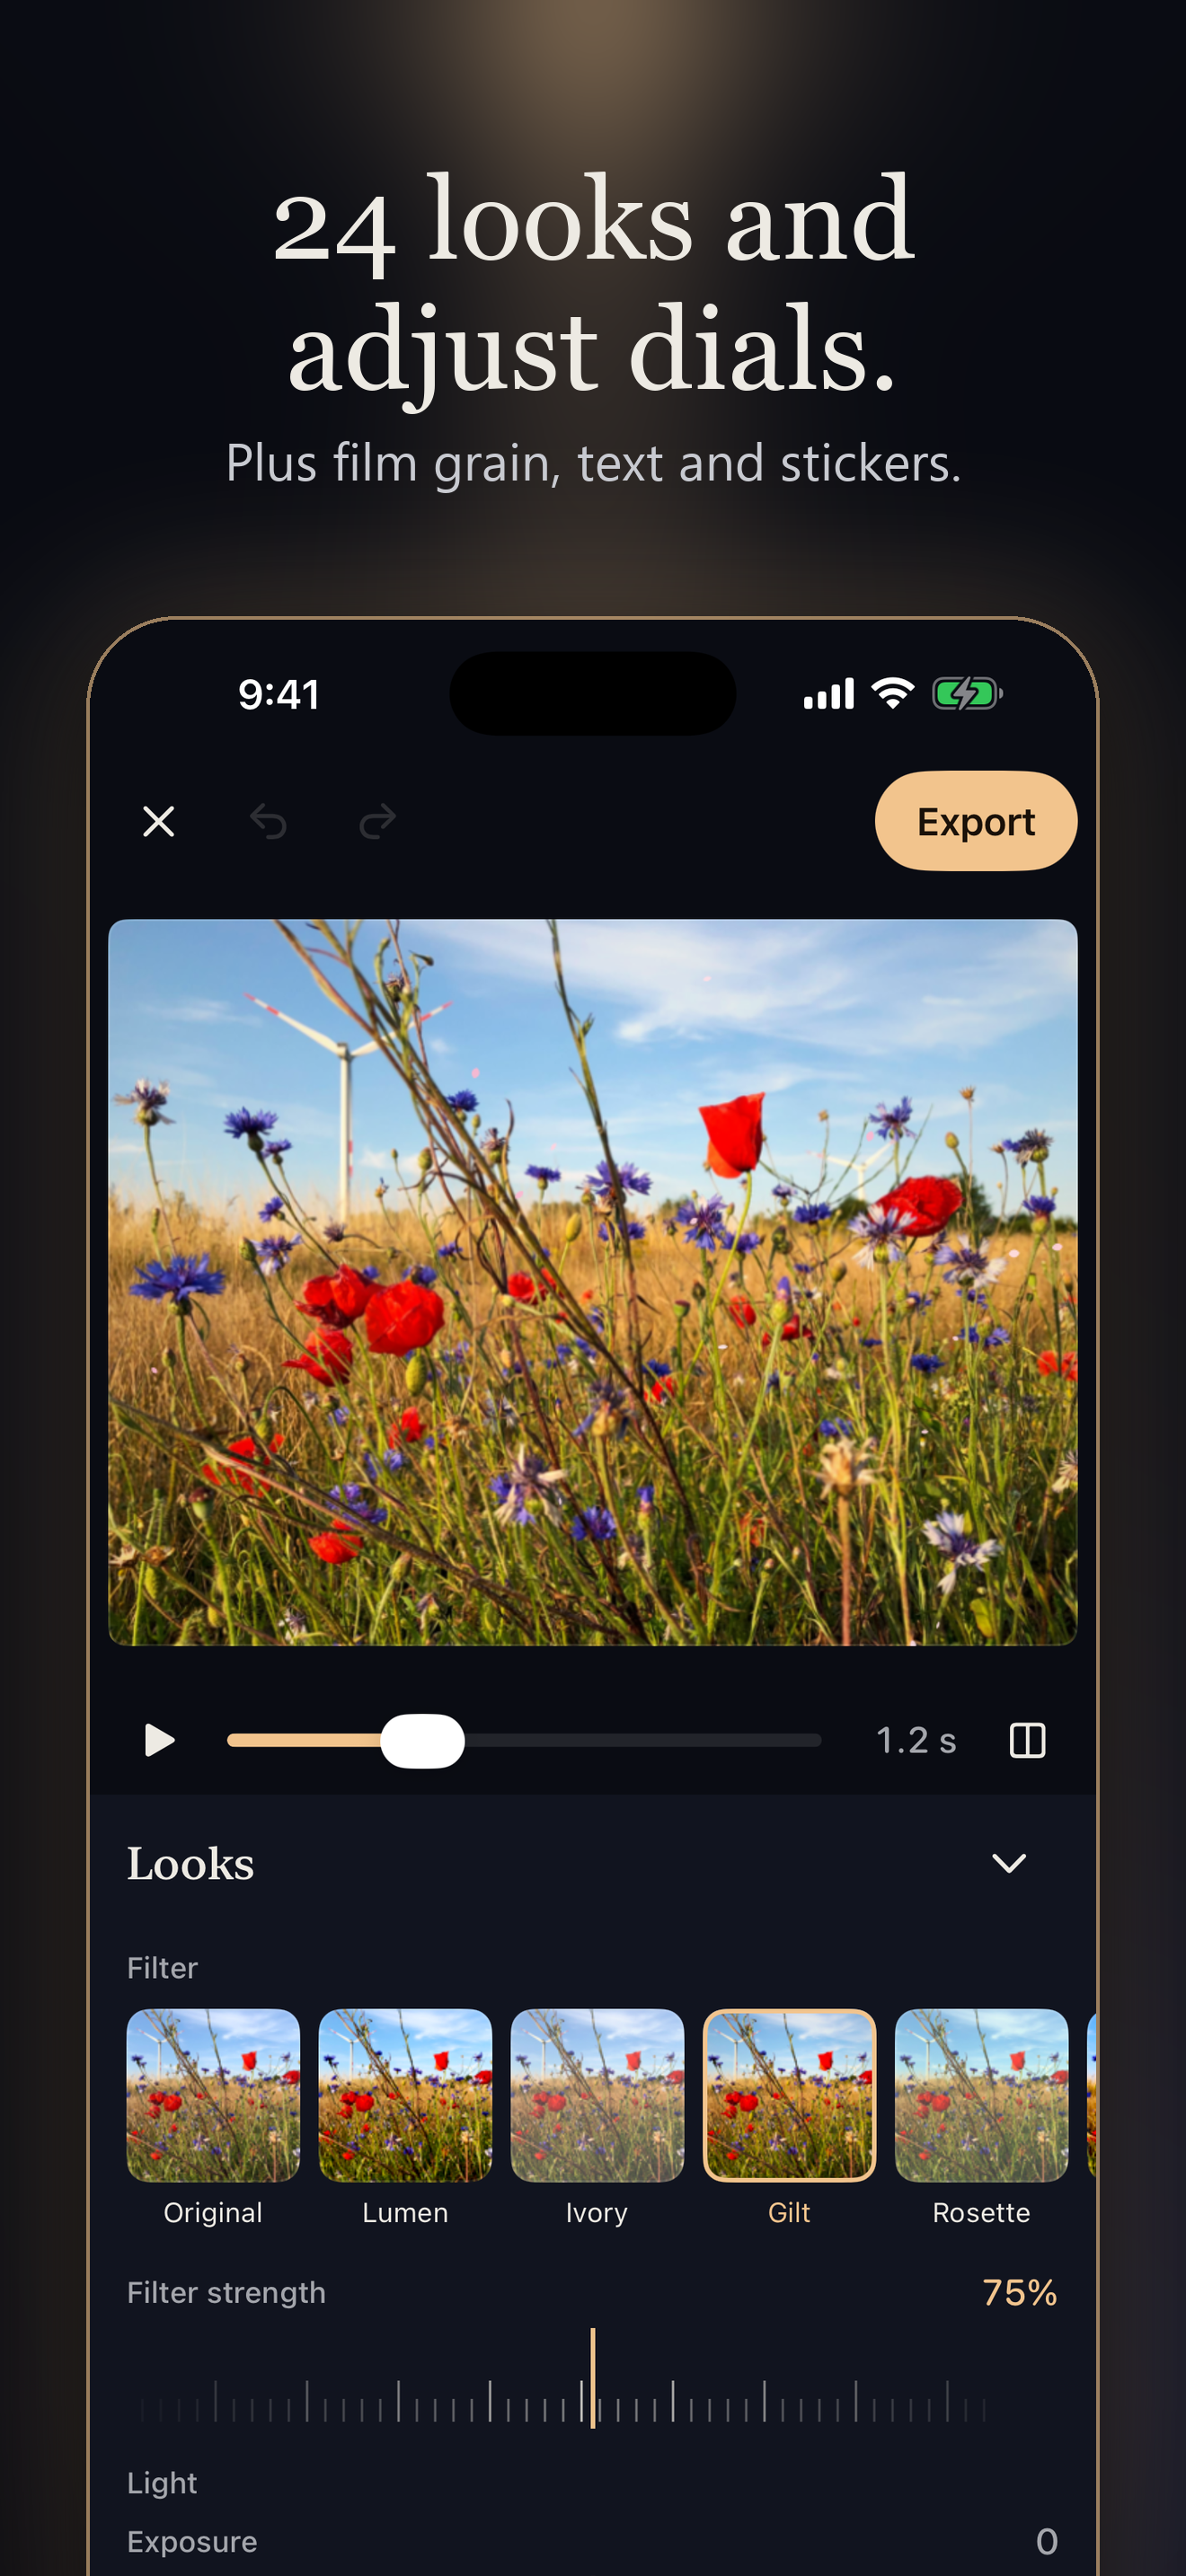 24 looks and
adjust dials.
Plus film grain, text and stickers.
9:41
Export
1.2 s
Looks
Filter
Original Lumen Ivory Gilt Rosette
Filter strength 75%
Light
Exposure 0